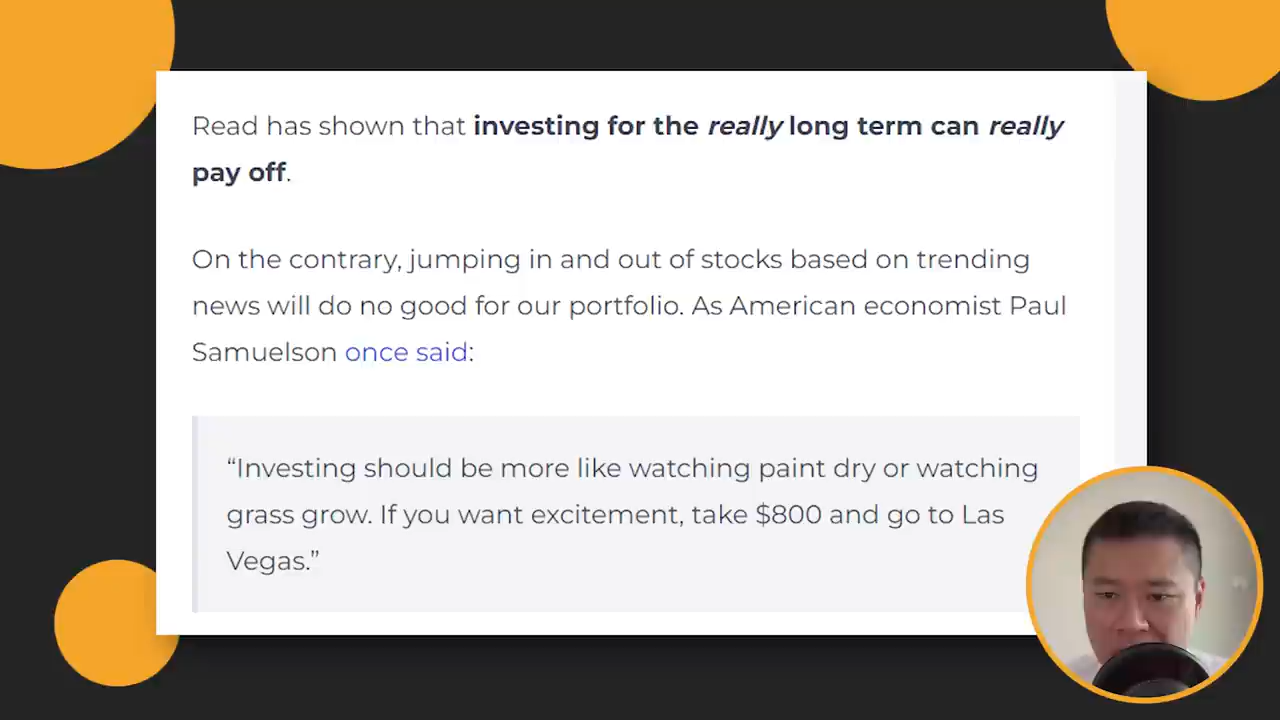 Read has shown that investing for the really long term can really
pay off.
On the contrary, jumping in and out of stocks based on trending
news will do no good for our portfolio. As American economist Paul
Samuelson once said:
“Investing should be more like watching paint dry or watching
grass grow. If you want excitement, take $800 and go to Las
Vegas.”